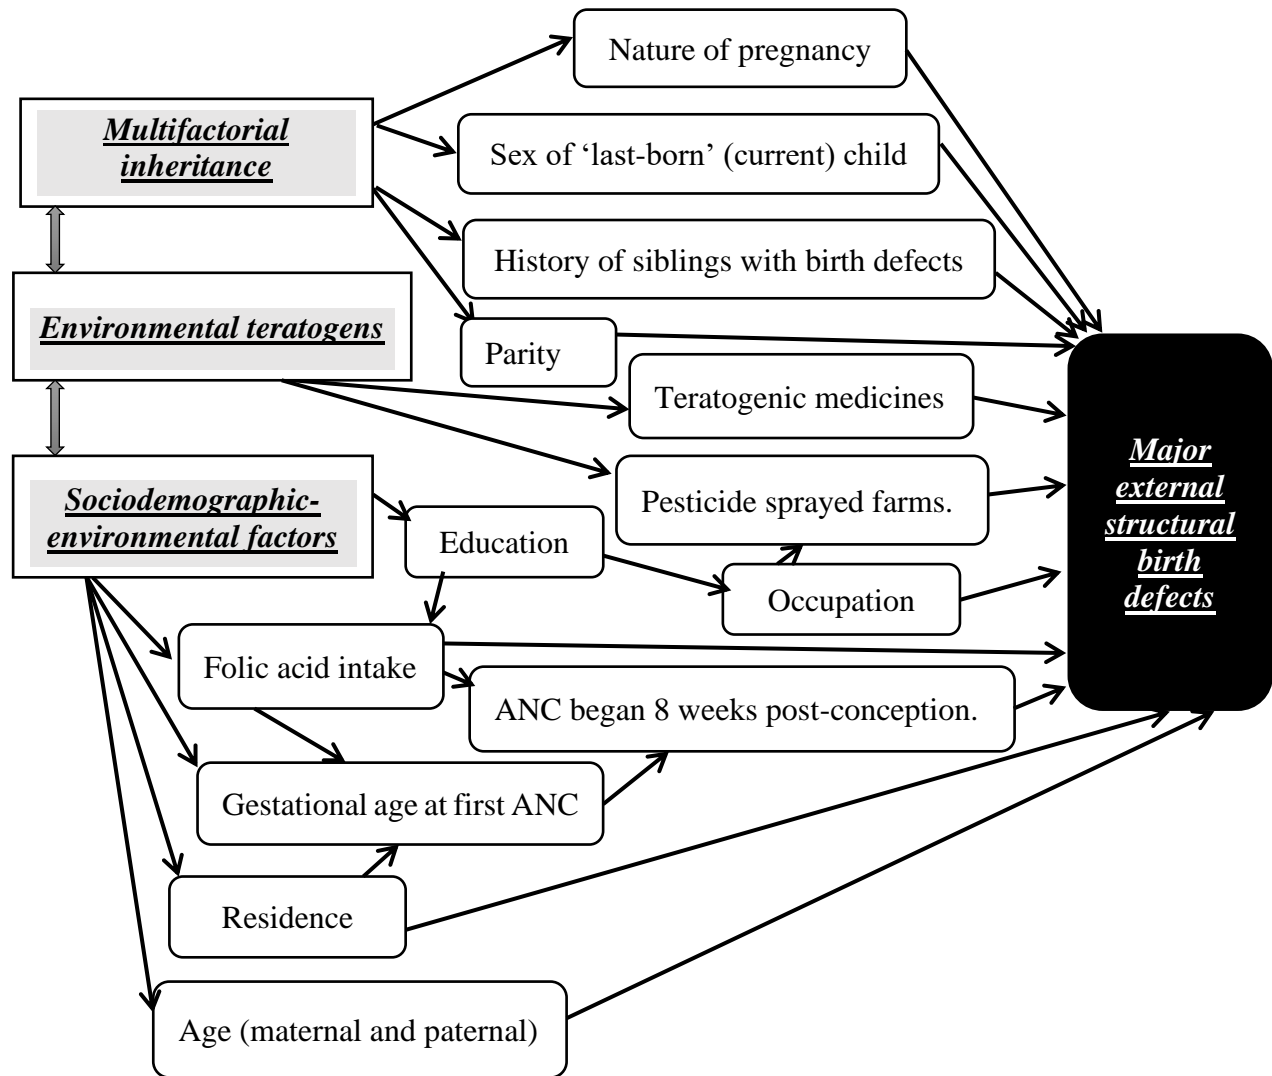 Nature of pregnancy
Multifactorial
inheritance
Sex of ‘last-born’ (current) child
History of siblings with birth defects
Environmental teratogens
Parity
Teratogenic medicines
Major
external
structural
birth
defects
Sociodemographic-
environmental factors
Pesticide sprayed farms.
Education
Occupation
Folic acid intake
ANC began 8 weeks post-conception.
Gestational age at first ANC
Residence
Age (maternal and paternal)